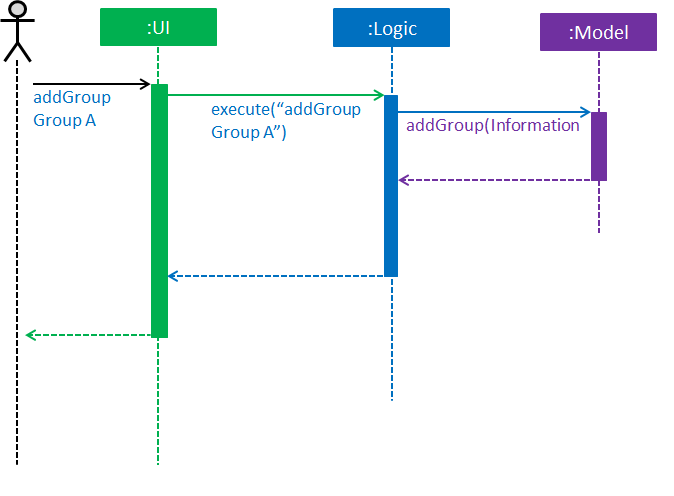 :UI
:Logic
:Model
addGroup
Group A
execute(“addGroup
Group A”)
addGroup(Information